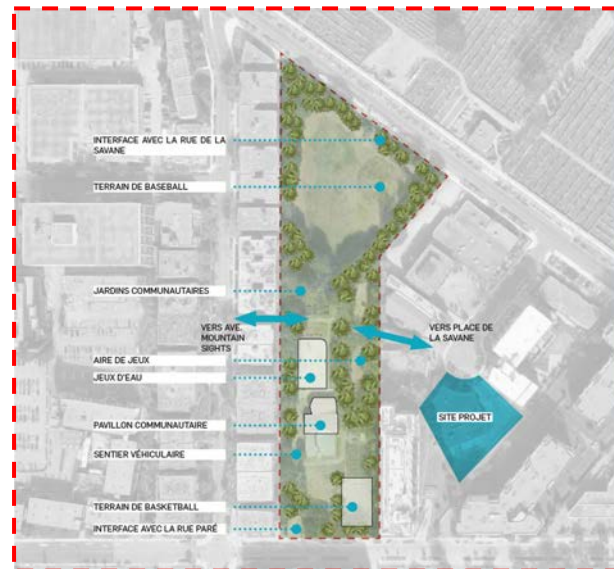 INTERFACE AVEC LA RUE DE LA
SAVANE
TERRAIN DE BASEBALL
JARDINS COMMUNAUTAIRES
VERS AVE.
MOUNTAIN
SIGHTS
VERS PLACE DE
LA SAVANE
AIRE DE JEUX
JEUX D'EAU
PAVILLON COMMUNAUTAIRE
SITE PROJET
SENTIER VÉHICULAIRE
TERRAIN DE BASKETBALL
INTERFACE AVEC LA RUE PARÉ